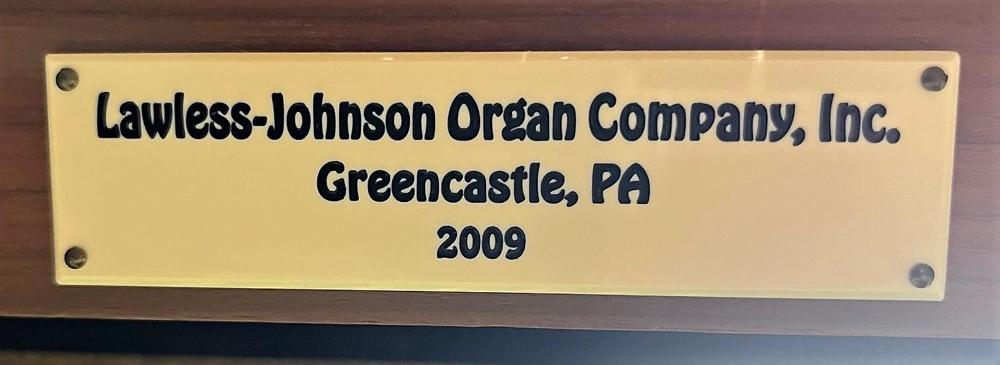 Lawless-Johnson Organ Company, Inc.
Greencastle, PA
2009